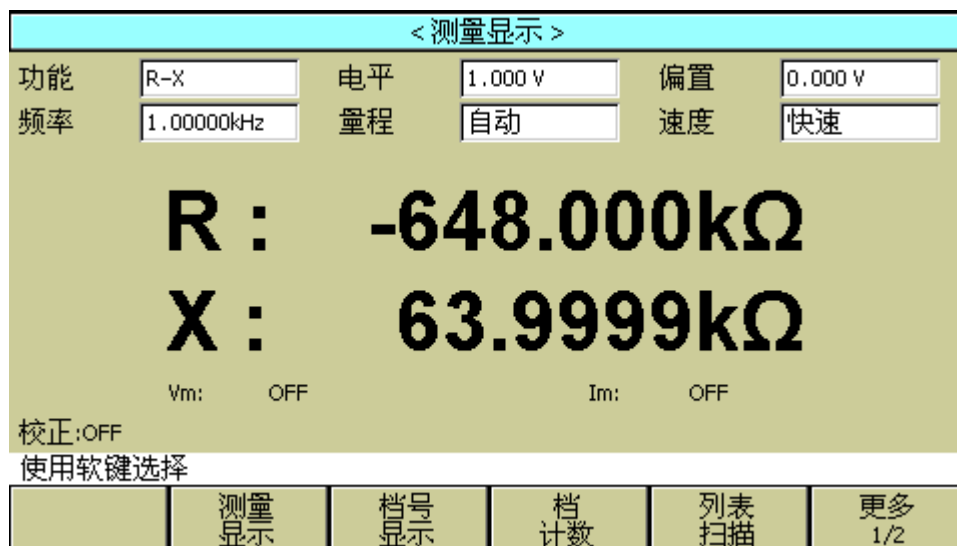 <测量显示>
功能 R-X 电平 1.000 V 偏置 0.000 V
频率 1.00000kHz 量程 自动 速度 快速
R : -648.000kΩ
X : 63.9999kΩ
Vm: OFF Im: OFF
校正:OFF
使用软键选择
测量 档号 档 列表 更多
显示 显示 计数 扫描 1/2